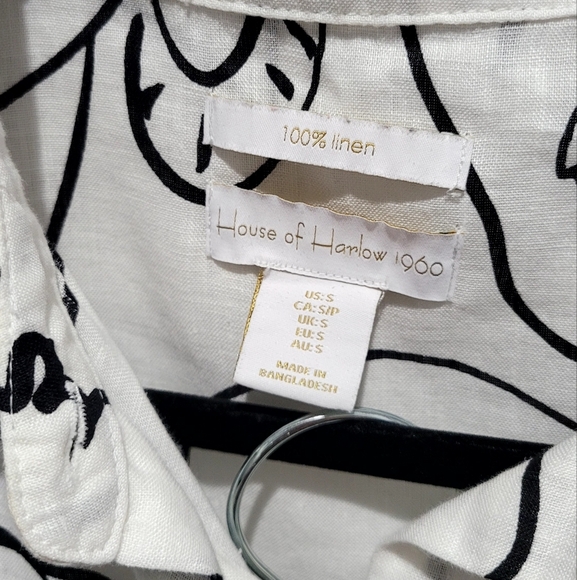 100% linen
House of Harlow 1960
US: S
CA: S/P
UK: S
EU: S
AU: S
MADE IN
BANGLADESH